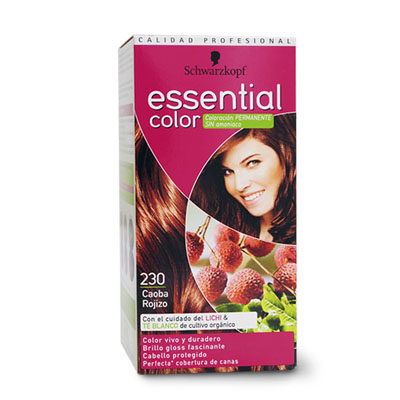 CALIDAD PROFESIONAL
Schwarzkopf
essential
color
Coloración PERMANENTE
SIN amoniaco
230
Caoba
Rojizo
Con el cuidado del LICHI &
TÉ BLANCO de cultivo orgánico
Color vivo y duradero
Brillo gloss fascinante
Cabello protegido
Perfecta* cobertura de canas